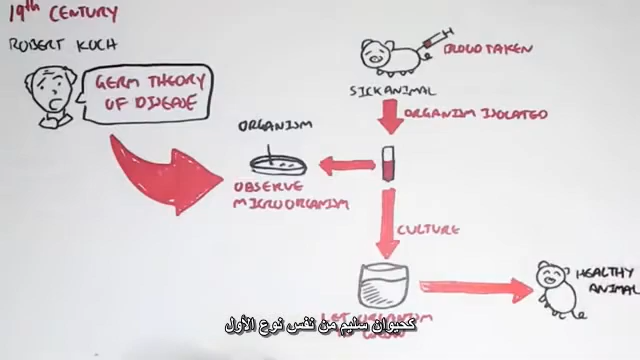 19th CENTURY
ROBERT KOCH
GERM THEORY
OF DISEASE
BLOOD TAKEN
SICK ANIMAL
ORGANISM ISOLATED
ORGANISM
OBSERVE
MICROORGANISM
CULTURE
HEALTHY
ANIMAL
LET ORGANISM
كحيوان سليم من نفس نوع الأول